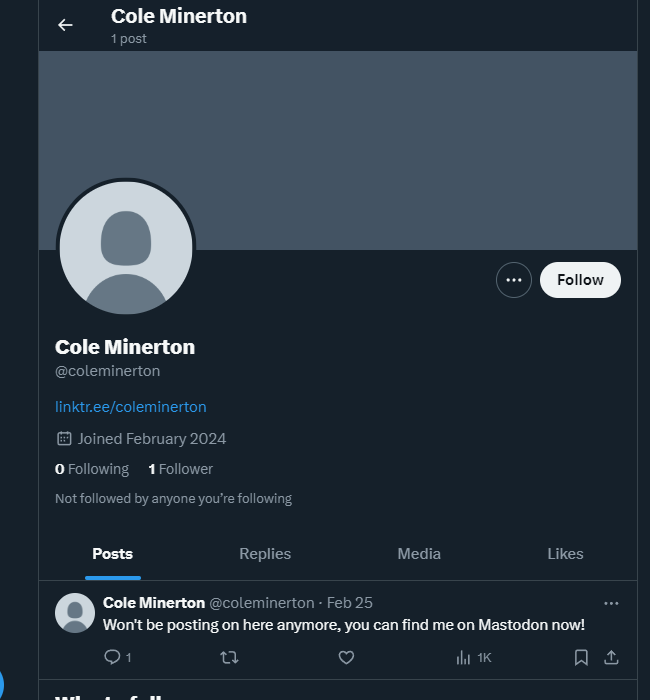 Cole Minerton
1 post
Follow
Cole Minerton
@coleminerton
linktr.ee/coleminerton
Joined February 2024
0 Following 1 Follower
Not followed by anyone you're following
Posts Replies Media Likes
Cole Minerton @coleminerton · Feb 25
Won't be posting on here anymore, you can find me on Mastodon now!
1 1K